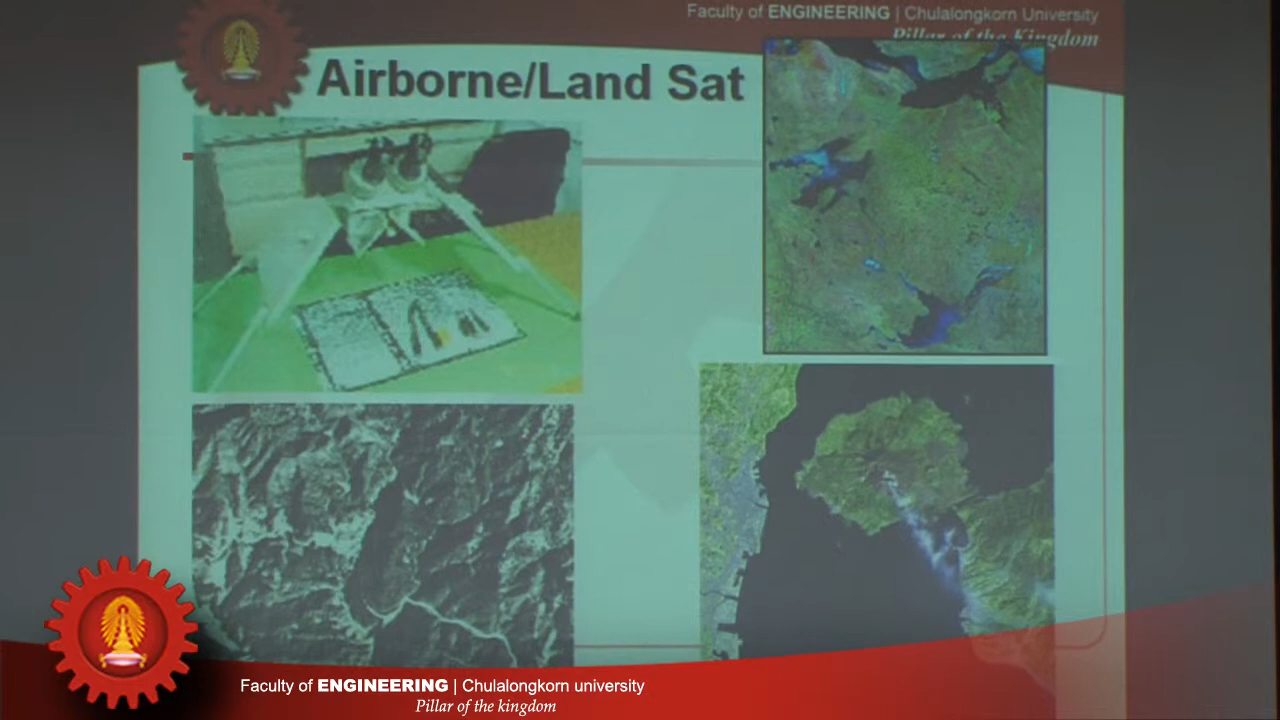 Faculty of ENGINEERING | Chulalongkorn University
Pillar of the Kingdom
Airborne/Land Sat
Faculty of ENGINEERING | Chulalongkorn university
Pillar of the kingdom